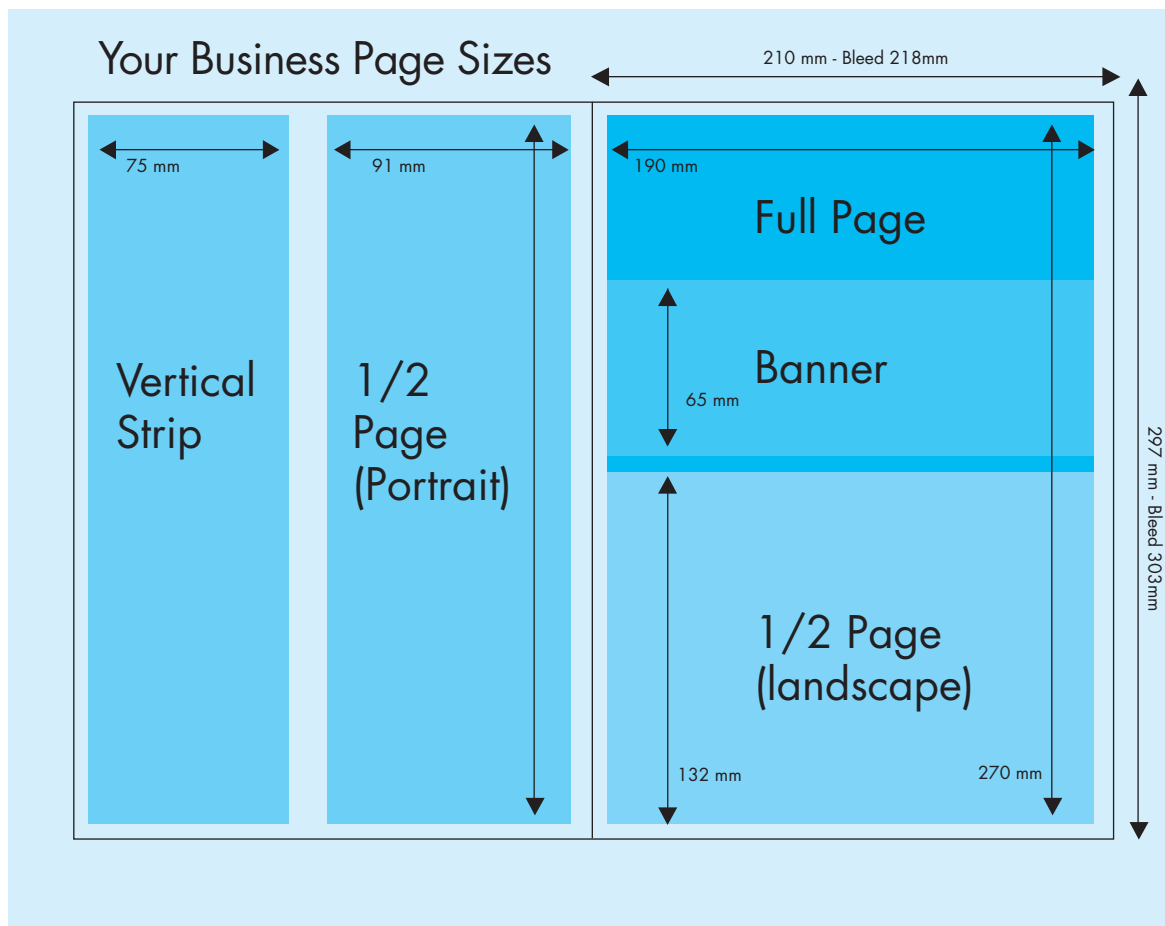 Your Business Page Sizes
210 mm - Bleed 218mm
75 mm
91 mm
190 mm
Full Page
Vertical
Strip
1/2
Page
(Portrait)
Banner
65 mm
297 mm - Bleed 303mm
1/2 Page
(landscape)
132 mm
270 mm